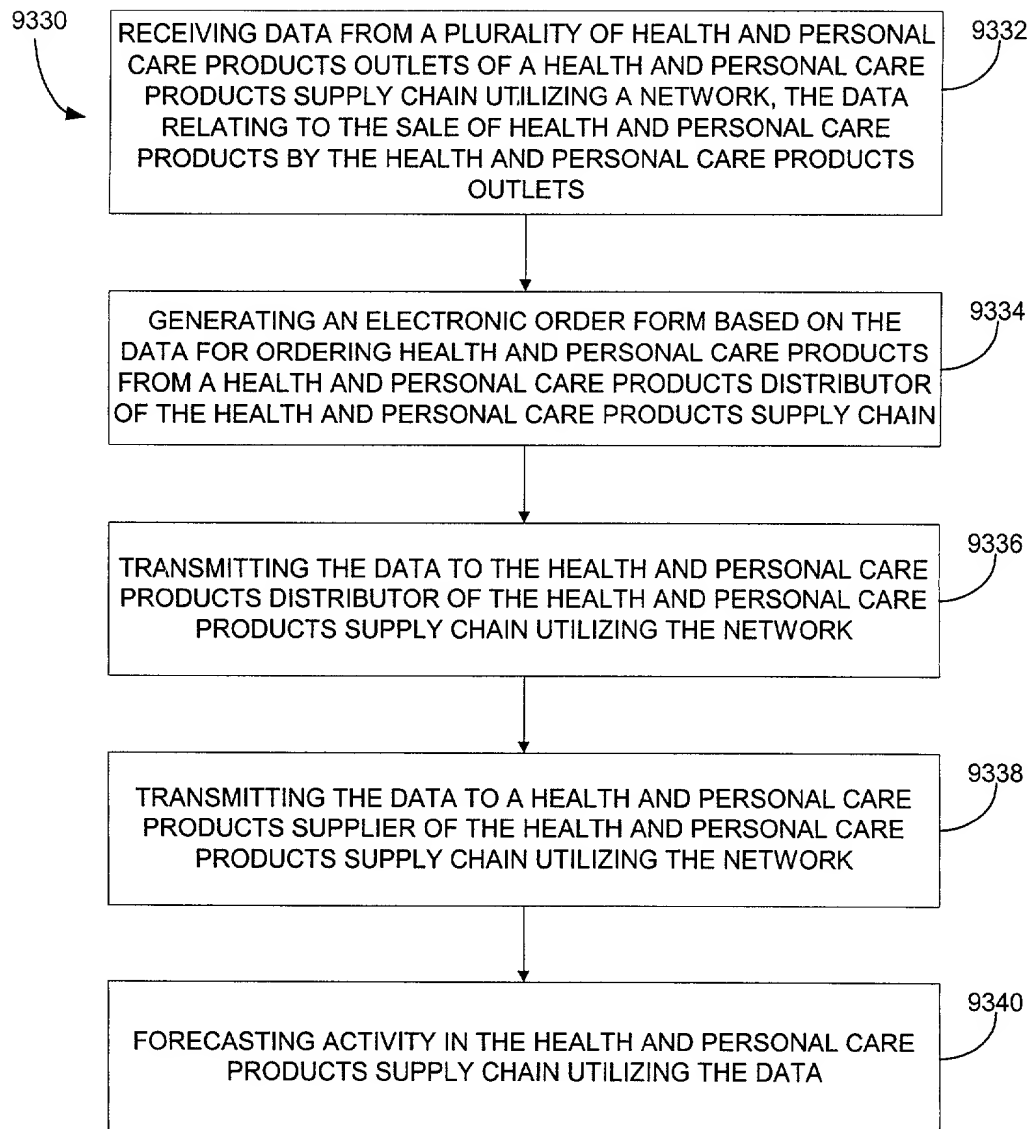 9330
RECEIVING DATA FROM A PLURALITY OF HEALTH AND PERSONAL
CARE PRODUCTS OUTLETS OF A HEALTH AND PERSONAL CARE
PRODUCTS SUPPLY CHAIN UTILIZING A NETWORK, THE DATA
RELATING TO THE SALE OF HEALTH AND PERSONAL CARE
PRODUCTS BY THE HEALTH AND PERSONAL CARE PRODUCTS
OUTLETS
9332
GENERATING AN ELECTRONIC ORDER FORM BASED ON THE
DATA FOR ORDERING HEALTH AND PERSONAL CARE PRODUCTS
FROM A HEALTH AND PERSONAL CARE PRODUCTS DISTRIBUTOR
OF THE HEALTH AND PERSONAL CARE PRODUCTS SUPPLY CHAIN
9334
TRANSMITTING THE DATA TO THE HEALTH AND PERSONAL CARE
PRODUCTS DISTRIBUTOR OF THE HEALTH AND PERSONAL CARE
PRODUCTS SUPPLY CHAIN UTILIZING THE NETWORK
9336
TRANSMITTING THE DATA TO A HEALTH AND PERSONAL CARE
PRODUCTS SUPPLIER OF THE HEALTH AND PERSONAL CARE
PRODUCTS SUPPLY CHAIN UTILIZING THE NETWORK
9338
FORECASTING ACTIVITY IN THE HEALTH AND PERSONAL CARE
PRODUCTS SUPPLY CHAIN UTILIZING THE DATA
9340